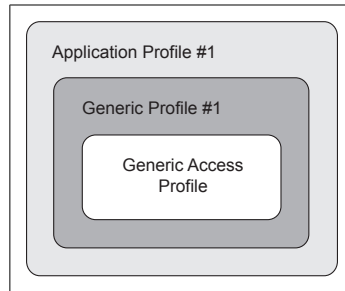 Application Profile #1
Generic Profile #1
Generic Access
Profile